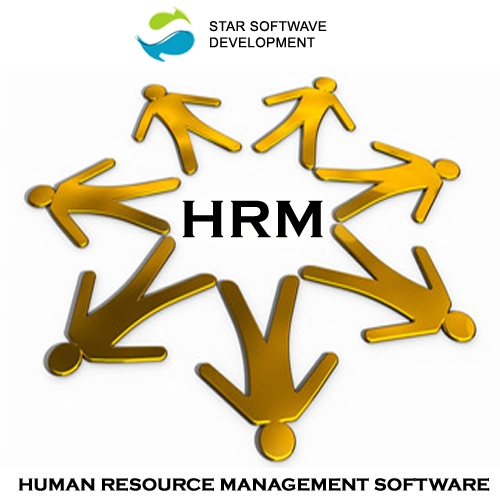 STAR SOFTWAVE
DEVELOPMENT
HRM
HUMAN RESOURCE MANAGEMENT SOFTWARE